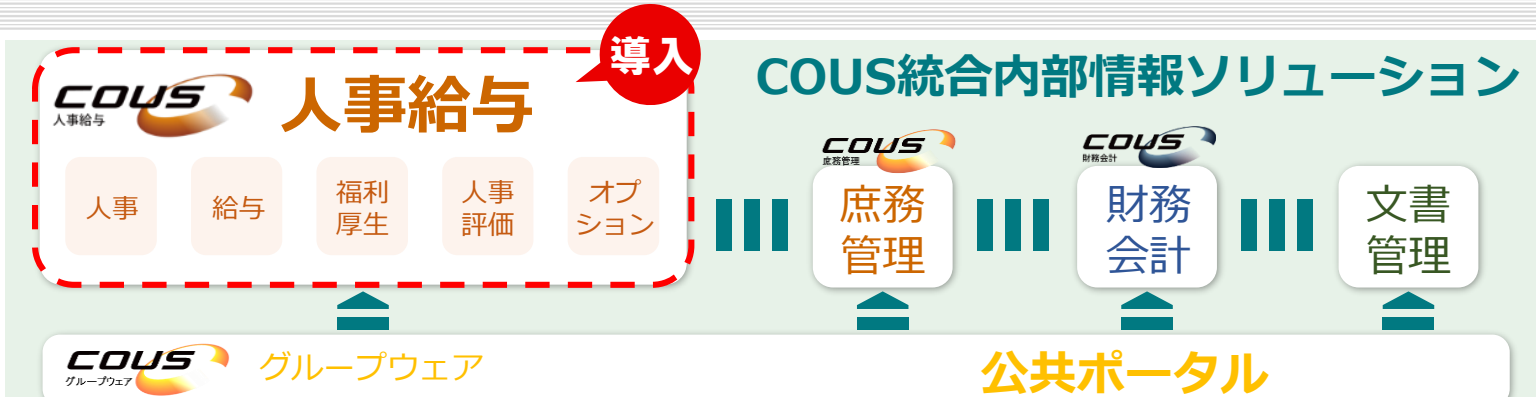 導入
COUS
人事給与
人事給与
COUS統合内部情報ソリューション
人事
給与
福利
厚生
人事
評価
オプ
ション
COUS
庶務管理
庶務
管理
COUS
財務会計
財務
会計
文書
管理
COUS
グループウェア
グループウェア
公共ポータル